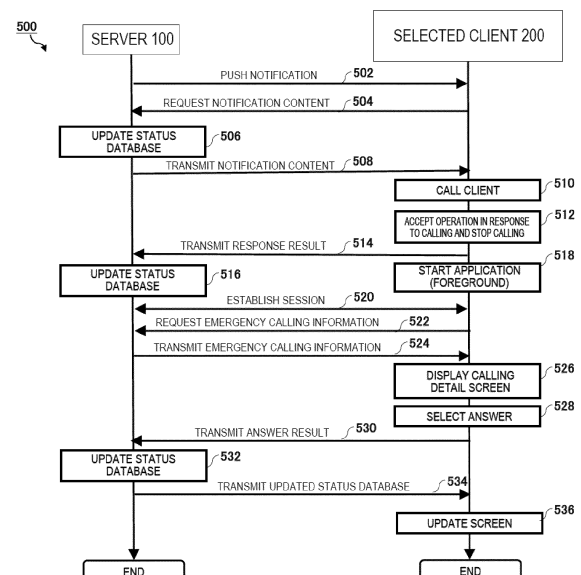 500
SERVER 100
SELECTED CLIENT 200
PUSH NOTIFICATION
502
REQUEST NOTIFICATION CONTENT
504
UPDATE STATUS
DATABASE
506
TRANSMIT NOTIFICATION CONTENT
508
CALL CLIENT
510
ACCEPT OPERATION IN RESPONSE
TO CALLING AND STOP CALLING
512
TRANSMIT RESPONSE RESULT
514
UPDATE STATUS
DATABASE
516
START APPLICATION
(FOREGROUND)
518
ESTABLISH SESSION
520
REQUEST EMERGENCY CALLING INFORMATION
522
TRANSMIT EMERGENCY CALLING INFORMATION
524
DISPLAY CALLING
DETAIL SCREEN
526
SELECT ANSWER
528
TRANSMIT ANSWER RESULT
530
UPDATE STATUS
DATABASE
532
TRANSMIT UPDATED STATUS DATABASE
534
UPDATE SCREEN
536
END
END